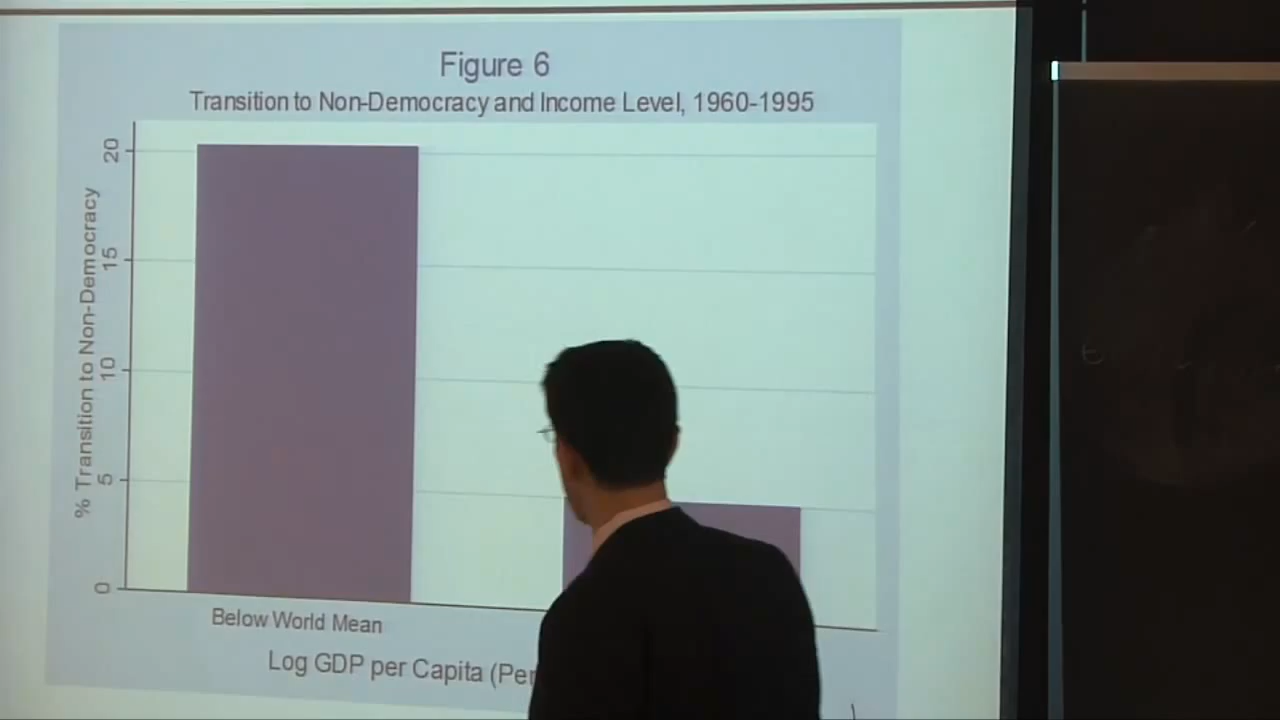 Figure 6
Transition to Non-Democracy and Income Level, 1960-1995
% Transition to Non-Democracy
20
15
10
5
0
Below World Mean
Log GDP per Capita